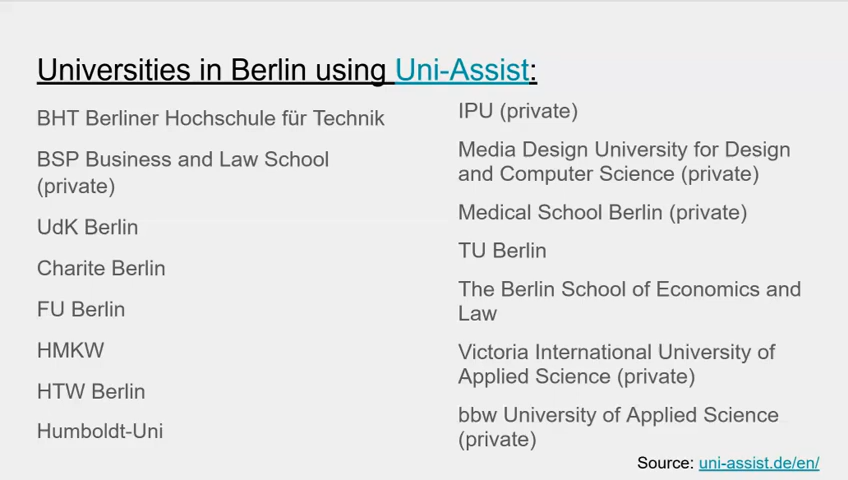 Universities in Berlin using Uni-Assist:
BHT Berliner Hochschule für Technik
BSP Business and Law School
(private)
UdK Berlin
Charite Berlin
FU Berlin
HMKW
HTW Berlin
Humboldt-Uni
IPU (private)
Media Design University for Design
and Computer Science (private)
Medical School Berlin (private)
TU Berlin
The Berlin School of Economics and
Law
Victoria International University of
Applied Science (private)
bbw University of Applied Science
(private)
Source: uni-assist.de/en/